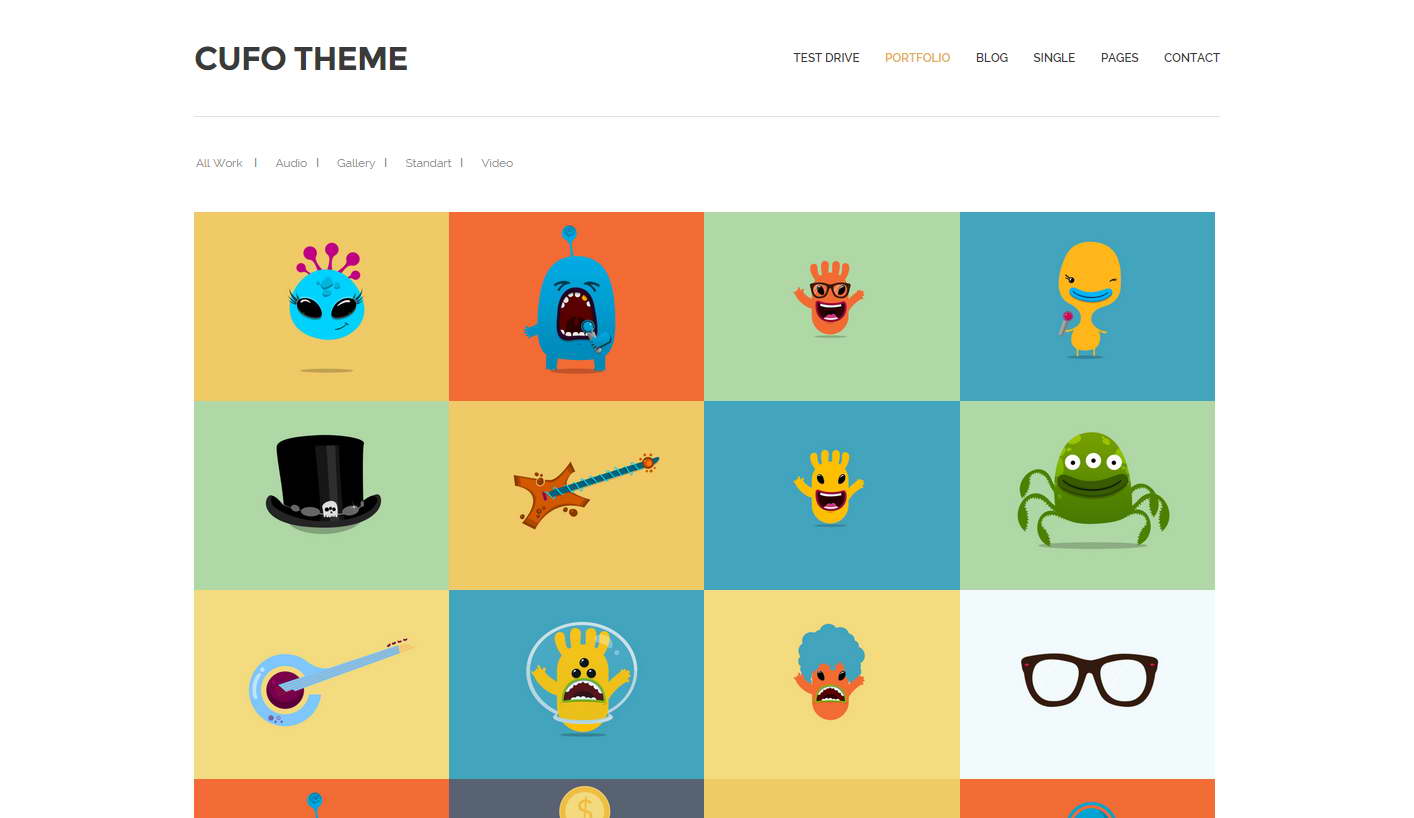 CUFO THEME
TEST DRIVE PORTFOLIO BLOG SINGLE PAGES CONTACT
All Work | Audio | Gallery | Standart | Video
$